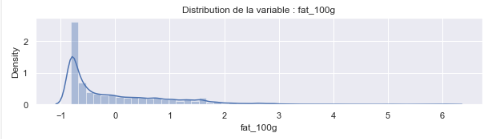 Distribution de la variable : fat_100g
Density
2
1
0
−1 0 1 2 3 4 5 6
fat_100g